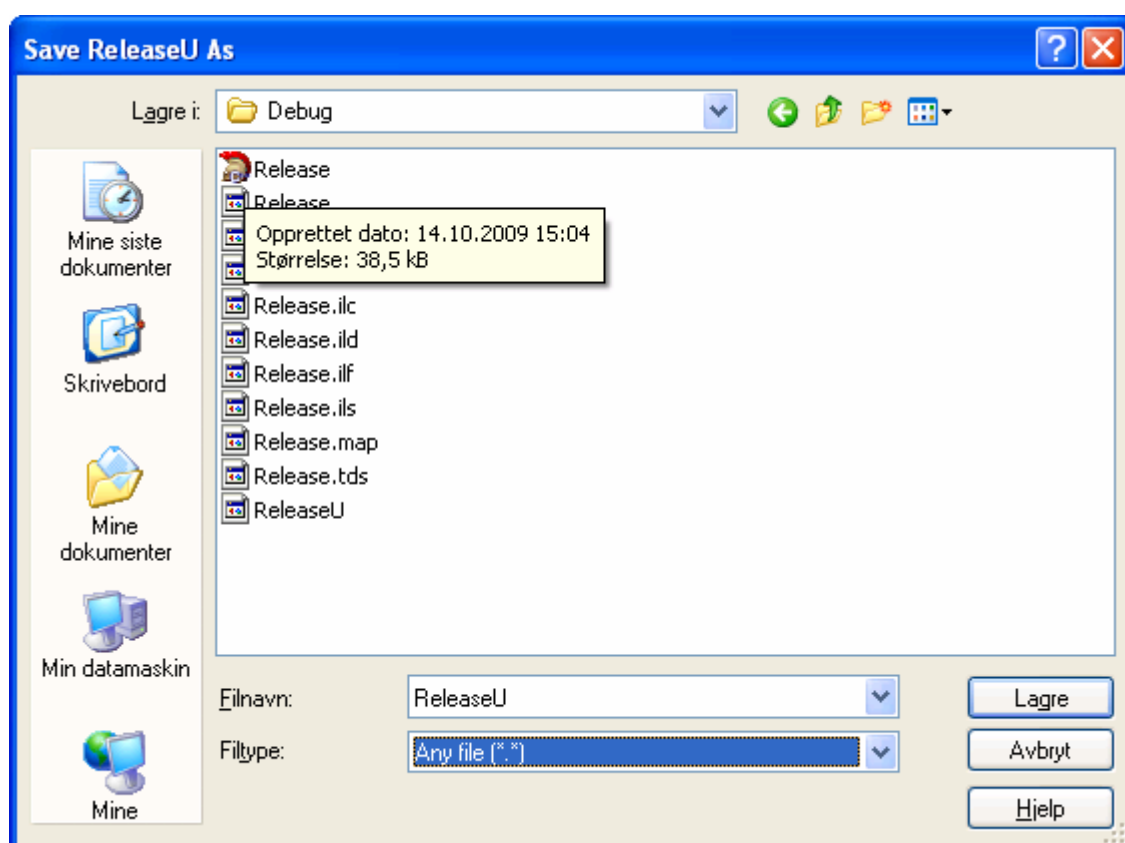 Save ReleaseU As
Lagre i:
Debug
Release
Release
Opprettet dato: 14.10.2009 15:04
Størrelse: 38,5 kB
Release.ilc
Release.ild
Release.ilf
Release.ils
Release.map
Release.tds
ReleaseU
Mine siste
dokumenter
Skrivebord
Mine
dokumenter
Min datamaskin
Mine
Filnavn:
ReleaseU
Lagre
Filtype:
Any file (*.*)
Avbryt
Hjelp